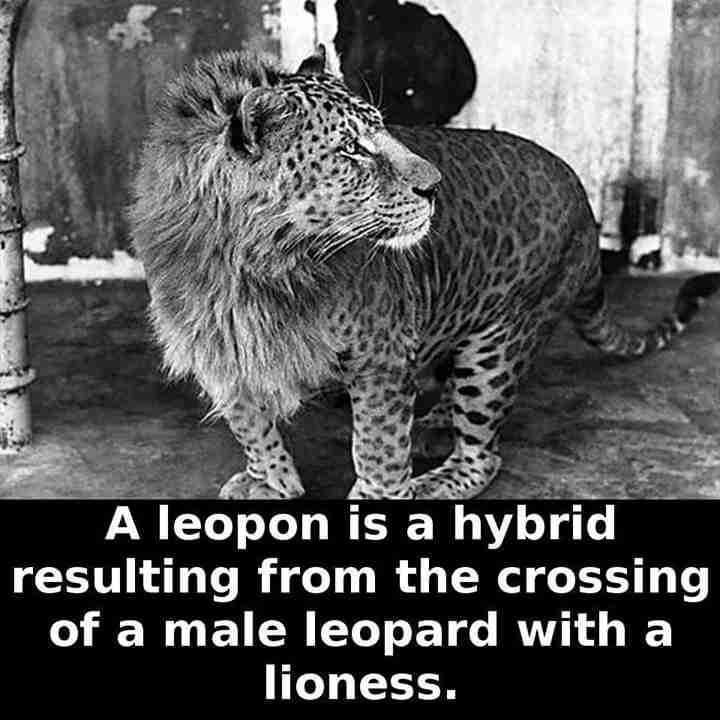 A leopon is a hybrid
resulting from the crossing
of a male leopard with a
lioness.